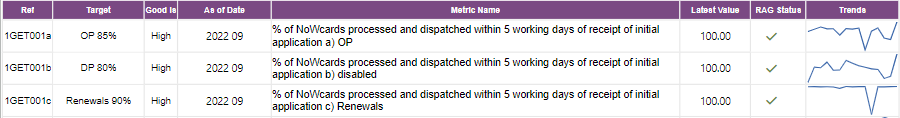 Ref Target Good Is As of Date Metric Name Latest Value RAG Status Trends
1GET001a OP 85% High 2022 09 % of NoWcards processed and dispatched within 5 working days of receipt of initial application a) OP 100.00
1GET001b DP 80% High 2022 09 % of NoWcards processed and dispatched within 5 working days of receipt of initial application b) disabled 100.00
1GET001c Renewals 90% High 2022 09 % of NoWcards processed and dispatched within 5 working days of receipt of initial application c) Renewals 100.00